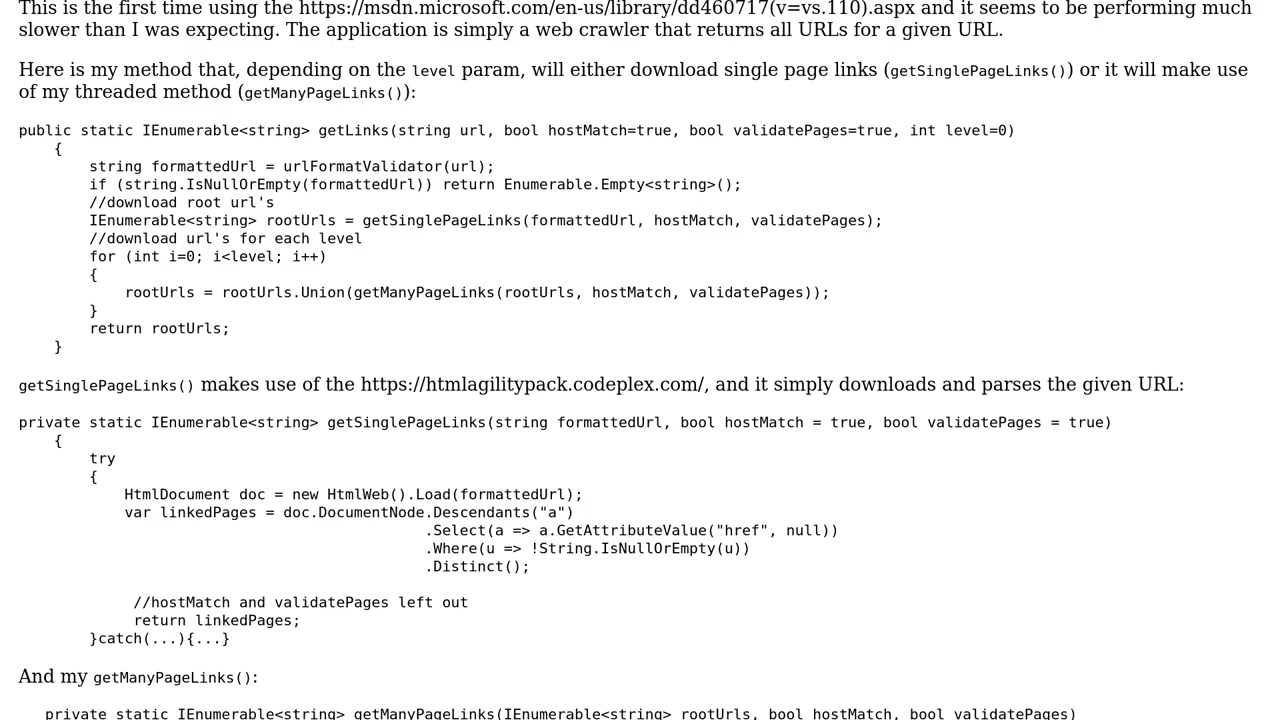 This is the first time using the https://msdn.microsoft.com/en-us/library/dd460717(v=vs.110).aspx and it seems to be performing much
slower than I was expecting. The application is simply a web crawler that returns all URLs for a given URL.
Here is my method that, depending on the level param, will either download single page links (getSinglePageLinks()) or it will make use
of my threaded method (getManyPageLinks()):
public static IEnumerable<string> getLinks(string url, bool hostMatch=true, bool validatePages=true, int level=0)
    {
        string formattedUrl = urlFormatValidator(url);
        if (string.IsNullOrEmpty(formattedUrl)) return Enumerable.Empty<string>();
        //download root url's
        IEnumerable<string> rootUrls = getSinglePageLinks(formattedUrl, hostMatch, validatePages);
        //download url's for each level
        for (int i=0; i<level; i++)
        {
            rootUrls = rootUrls.Union(getManyPageLinks(rootUrls, hostMatch, validatePages));
        }
        return rootUrls;
    }
getSinglePageLinks() makes use of the https://htmlagilitypack.codeplex.com/, and it simply downloads and parses the given URL:
private static IEnumerable<string> getSinglePageLinks(string formattedUrl, bool hostMatch = true, bool validatePages = true)
    {
        try
        {
            HtmlDocument doc = new HtmlWeb().Load(formattedUrl);
            var linkedPages = doc.DocumentNode.Descendants("a")
                                              .Select(a => a.GetAttributeValue("href", null))
                                              .Where(u => !String.IsNullOrEmpty(u))
                                              .Distinct();
             //hostMatch and validatePages left out
             return linkedPages;
        }catch(...){...}
And my getManyPageLinks():
   private static IEnumerable<string> getManyPageLinks(IEnumerable<string> rootUrls, bool hostMatch, bool validatePages)